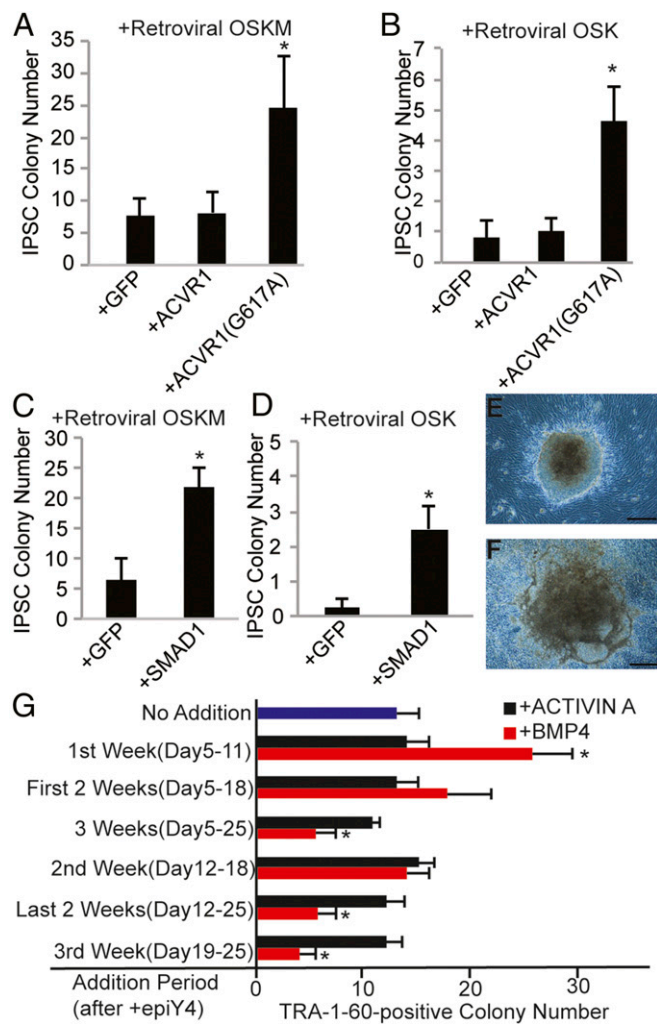 A
+Retroviral OSKM
IPSC Colony Number
35
30
25
20
15
10
5
0
*
+GFP
+ACVR1
+ACVR1(G617A)
B
+Retroviral OSK
IPSC Colony Number
7
6
5
4
3
2
1
0
*
+GFP
+ACVR1
+ACVR1(G617A)
C
+Retroviral OSKM
IPSC Colony Number
30
25
20
15
10
5
0
*
+GFP
+SMAD1
D
+Retroviral OSK
IPSC Colony Number
5
4
3
2
1
0
*
+GFP
+SMAD1
E
F
G
+ACTIVIN A
+BMP4
No Addition
1st Week(Day5-11)
*
First 2 Weeks(Day5-18)
3 Weeks(Day5-25)
*
2nd Week(Day12-18)
Last 2 Weeks(Day12-25)
*
3rd Week(Day19-25)
*
Addition Period
(after +epiY4)
0 10 20 30
TRA-1-60-positive Colony Number